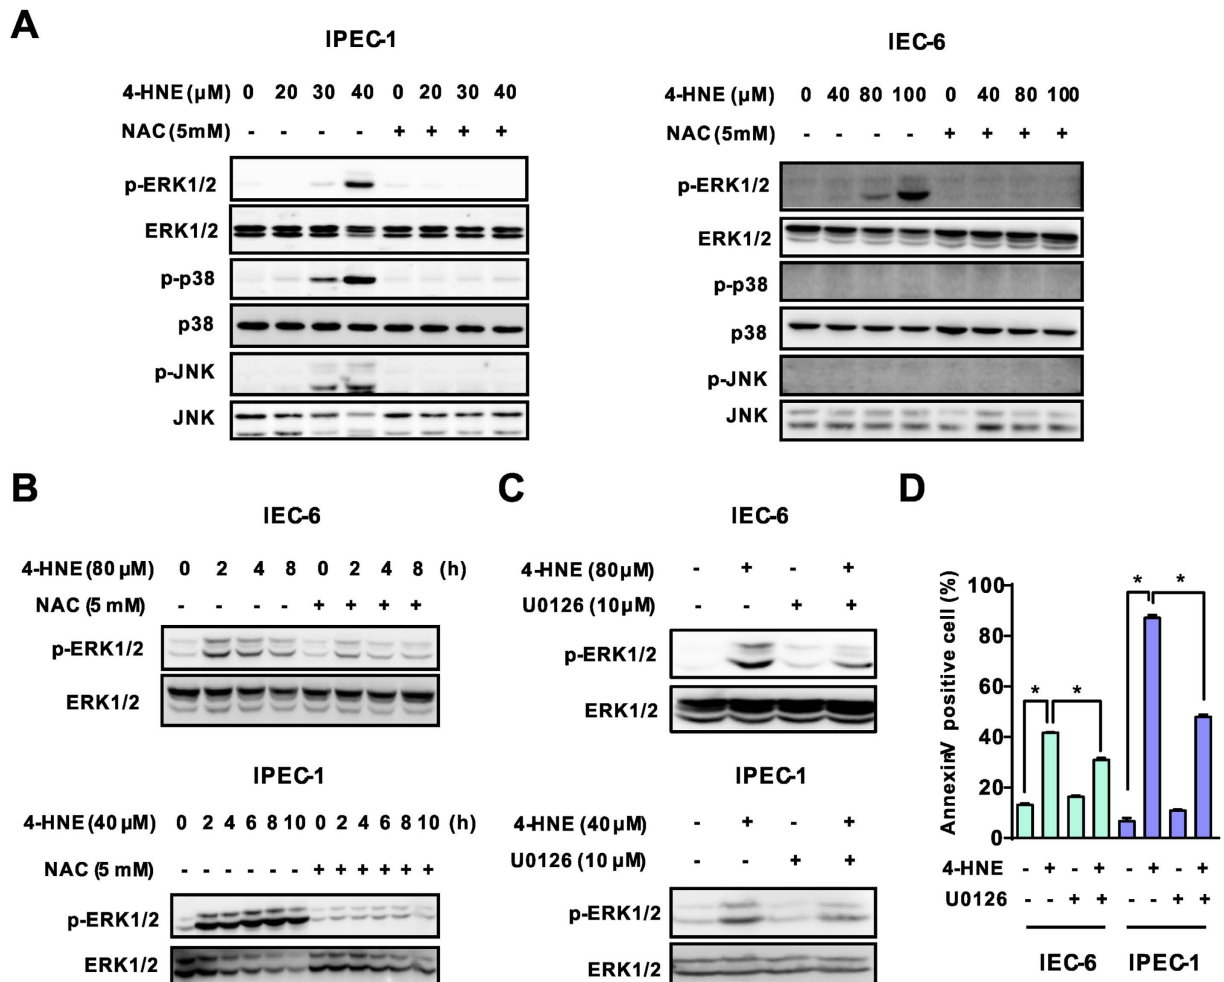 A
IPEC-1
4-HNE (μM) 0 20 30 40 0 20 30 40
NAC (5mM) - - - - + + + +
p-ERK1/2
ERK1/2
p-p38
p38
p-JNK
JNK
IEC-6
4-HNE (μM) 0 40 80 100 0 40 80 100
NAC (5mM) - - - - + + + +
p-ERK1/2
ERK1/2
p-p38
p38
p-JNK
JNK
B
IEC-6
4-HNE (80 μM) 0 2 4 8 0 2 4 8 (h)
NAC (5 mM) - - - - + + + +
p-ERK1/2
ERK1/2
IPEC-1
4-HNE (40 μM) 0 2 4 6 8 10 0 2 4 6 8 10 (h)
NAC (5 mM) - - - - - - + + + + + +
p-ERK1/2
ERK1/2
C
IEC-6
4-HNE (80μM) - + - +
U0126 (10μM) - - + +
p-ERK1/2
ERK1/2
IPEC-1
4-HNE (40μM) - + - +
U0126 (10 μM) - - + +
p-ERK1/2
ERK1/2
D
AnnexinV positive cell (%)
100
80
60
40
20
0
* * * *
4-HNE - + - + - + - +
U0126 - - + + - - + +
IEC-6 IPEC-1